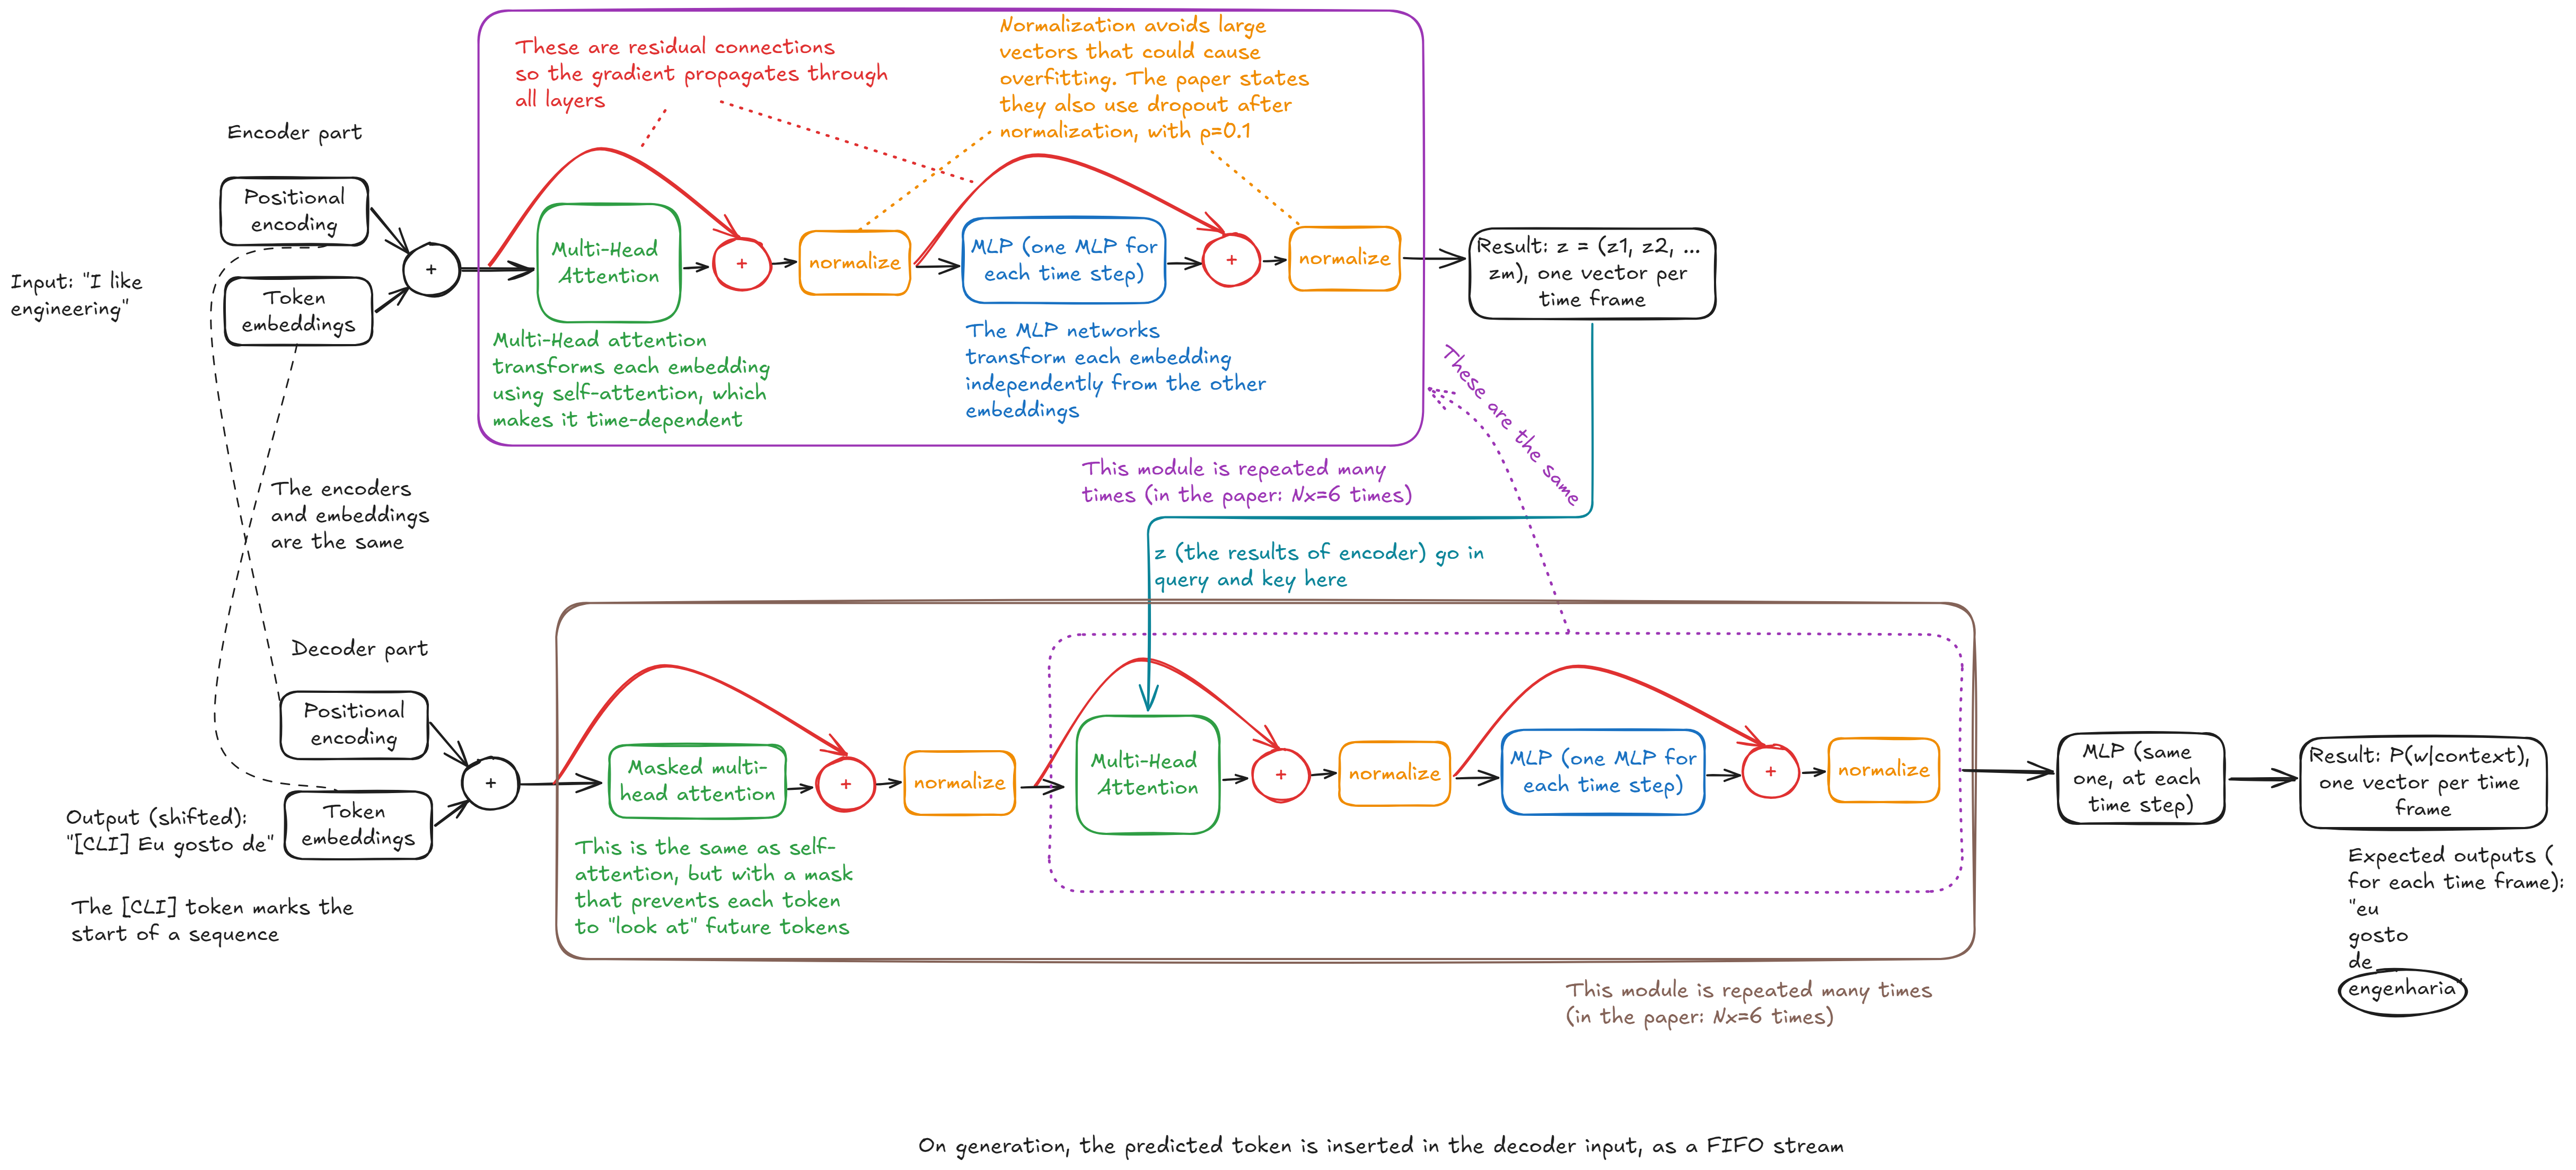 These are residual connections
so the gradient propagates through
all layers
Normalization avoids large
vectors that could cause
overfitting. The paper states
they also use dropout after
normalization, with p=0.1
Encoder part
Positional
encoding
Token
embeddings
Input: "I like
engineering"
+
Multi-Head
Attention
+
normalize
MLP (one MLP for
each time step)
+
normalize
Result: z = (z1, z2, ...
zm), one vector per
time frame
Multi-Head attention
transforms each embedding
using self-attention, which
makes it time-dependent
The MLP networks
transform each embedding
independently from the other
embeddings
These are the same
This module is repeated many
times (in the paper: Nx=6 times)
The encoders
and embeddings
are the same
z (the results of encoder) go in
query and key here
Decoder part
Positional
encoding
Token
embeddings
Output (shifted):
"[CLI] Eu gosto de"
The [CLI] token marks the
start of a sequence
+
Masked multi-
head attention
+
normalize
Multi-Head
Attention
+
normalize
MLP (one MLP for
each time step)
+
normalize
MLP (same
one, at each
time step)
Result: P(w|context),
one vector per time
frame
This is the same as self-
attention, but with a mask
that prevents each token
to "look at" future tokens
Expected outputs (
for each time frame):
"eu
gosto
de
engenharia"
This module is repeated many times
(in the paper: Nx=6 times)
On generation, the predicted token is inserted in the decoder input, as a FIFO stream